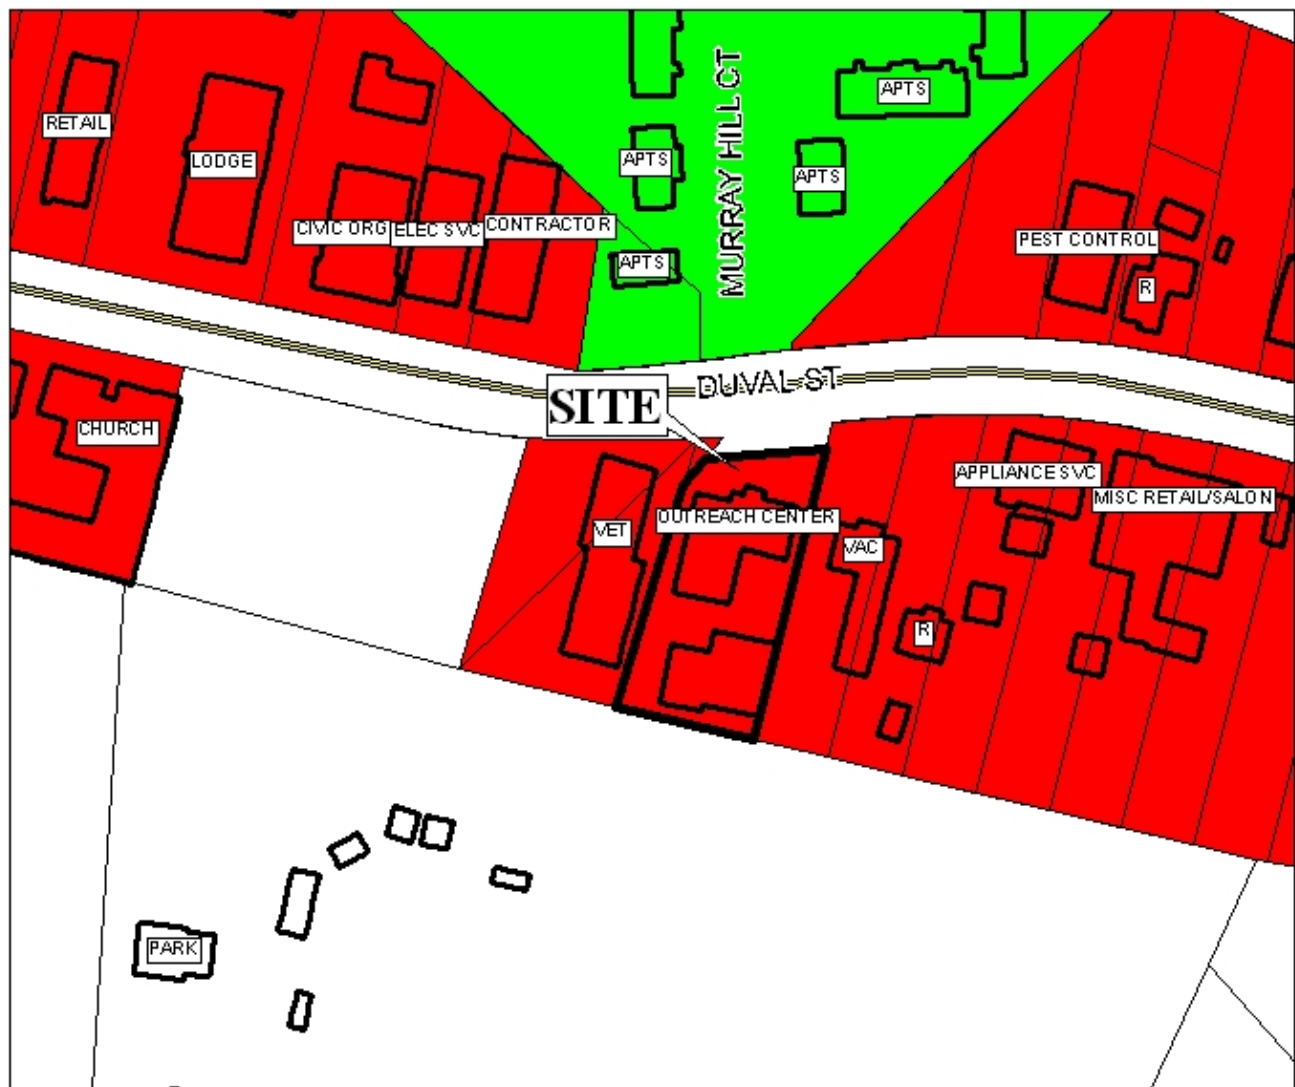 APTS
RETAIL
MURRAY HILL CT
LODGE
APTS
APTS
CIVIC ORG
ELEC SVC
CONTRACTOR
PEST CONTROL
APTS
R
DUVAL ST
SITE
CHURCH
APPLIANCE SVC
MISC RETAIL/SALON
OUTREACH CENTER
VET
VAC
R
PARK